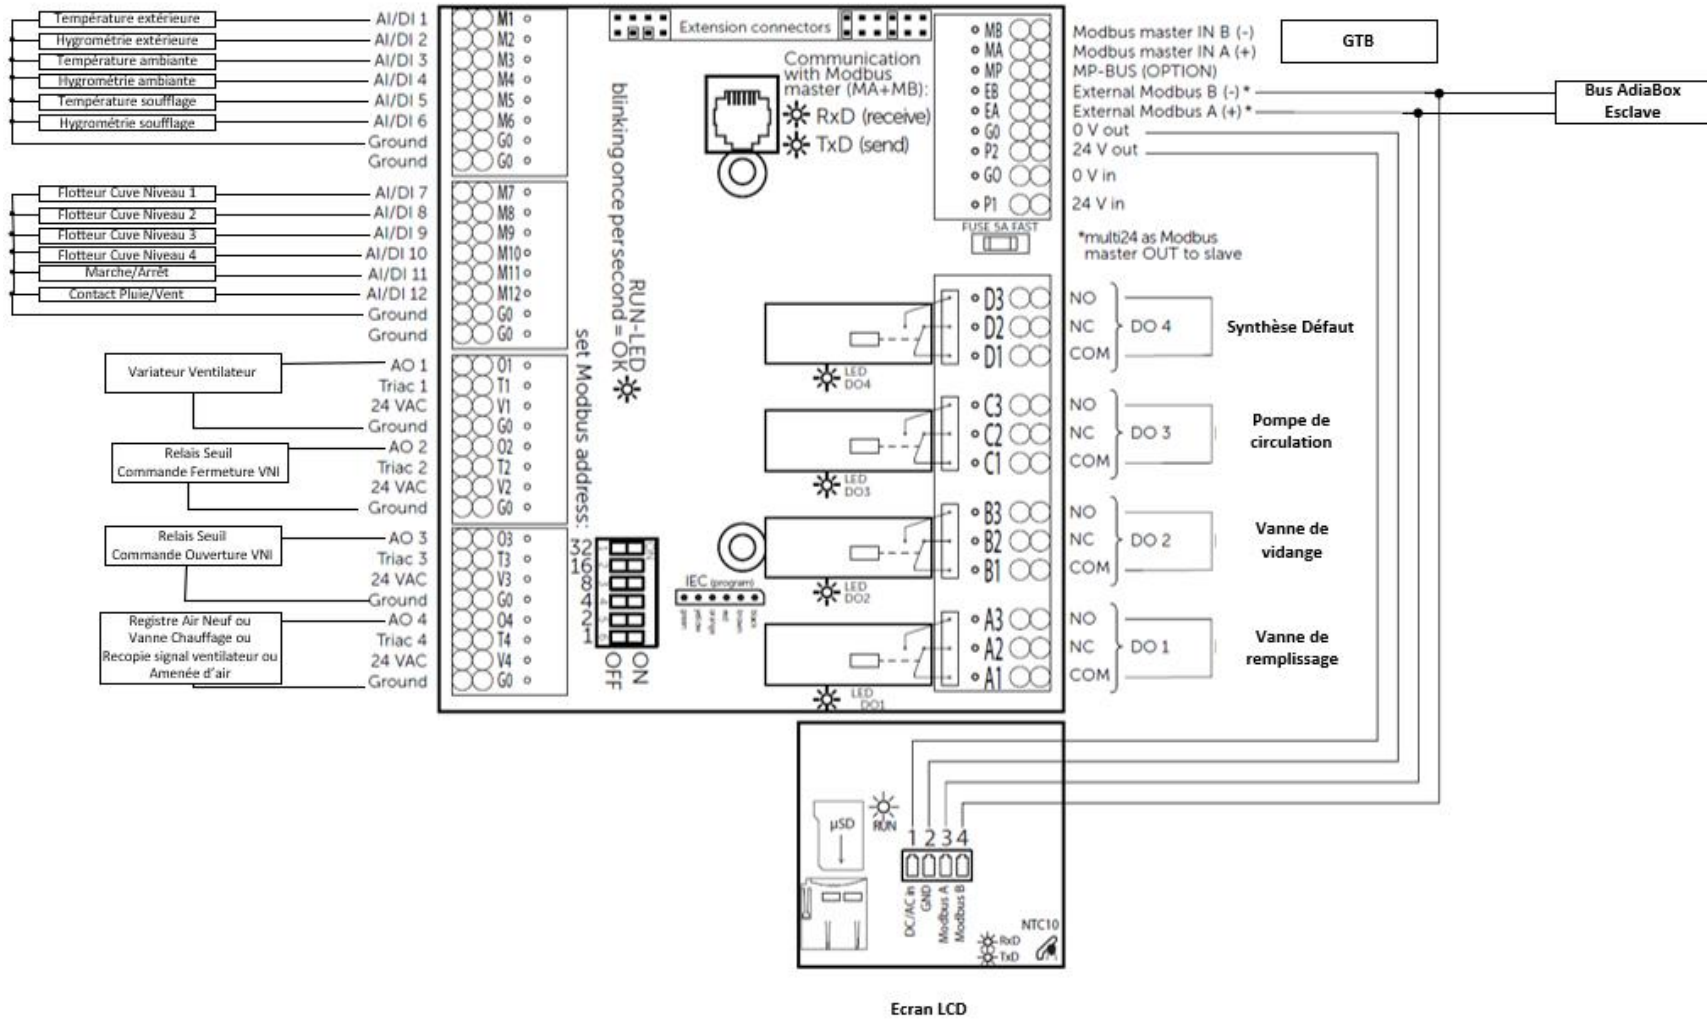 Température extérieure
AI/DI 1
M1
Hygrométrie extérieure
AI/DI 2
M2
Température ambiante
AI/DI 3
M3
Hygrométrie ambiante
AI/DI 4
M4
Température soufflage
AI/DI 5
M5
Hygrométrie soufflage
AI/DI 6
M6
Ground
G0
Ground
G0
Flotteur Cuve Niveau 1
AI/DI 7
M7
Flotteur Cuve Niveau 2
AI/DI 8
M8
Flotteur Cuve Niveau 3
AI/DI 9
M9
Flotteur Cuve Niveau 4
AI/DI 10
M10
Marche/Arrêt
AI/DI 11
M11
Contact Pluie/Vent
AI/DI 12
M12
Ground
G0
Ground
G0
Variateur Ventilateur
AO 1
O1
Triac 1
T1
24 VAC
V1
Ground
G0
Relais Seuil
Commande Fermeture VNI
AO 2
O2
Triac 2
T2
24 VAC
V2
Ground
G0
Relais Seuil
Commande Ouverture VNI
AO 3
O3
Triac 3
T3
24 VAC
V3
Ground
G0
Registre Air Neuf ou
Vanne Chauffage ou
Recopie signal ventilateur ou
Amenée d'air
AO 4
O4
Triac 4
T4
24 VAC
V4
Ground
G0
Extension connectors
Communication
with Modbus
master (MA+MB):
RxD (receive)
TxD (send)
RUN-LED
blinking once per second = OK
set Modbus address:
32
16
8
4
2
1
1
2
3
4
5
6
ON
ON
OFF
IEC (program)
green
yellow
orange
red
brown
black
MB
Modbus master IN B (-)
MA
Modbus master IN A (+)
MP
MP-BUS (OPTION)
EB
External Modbus B (-) *
EA
External Modbus A (+) *
G0
0 V out
P2
24 V out
G0
0 V in
P1
24 V in
FUSE 5A FAST
*multi24 as Modbus
master OUT to slave
GTB
Bus AdiaBox
Esclave
LED
DO4
D3
NO
D2
NC
D1
COM
DO 4
Synthèse Défaut
LED
DO3
C3
NO
C2
NC
C1
COM
DO 3
Pompe de
circulation
LED
DO2
B3
NO
B2
NC
B1
COM
DO 2
Vanne de
vidange
LED
DO1
A3
NO
A2
NC
A1
COM
DO 1
Vanne de
remplissage
µSD
RUN
1 2 3 4
DC/AC in
GND
Modbus A
Modbus B
NTC10
RxD
TxD
Ecran LCD